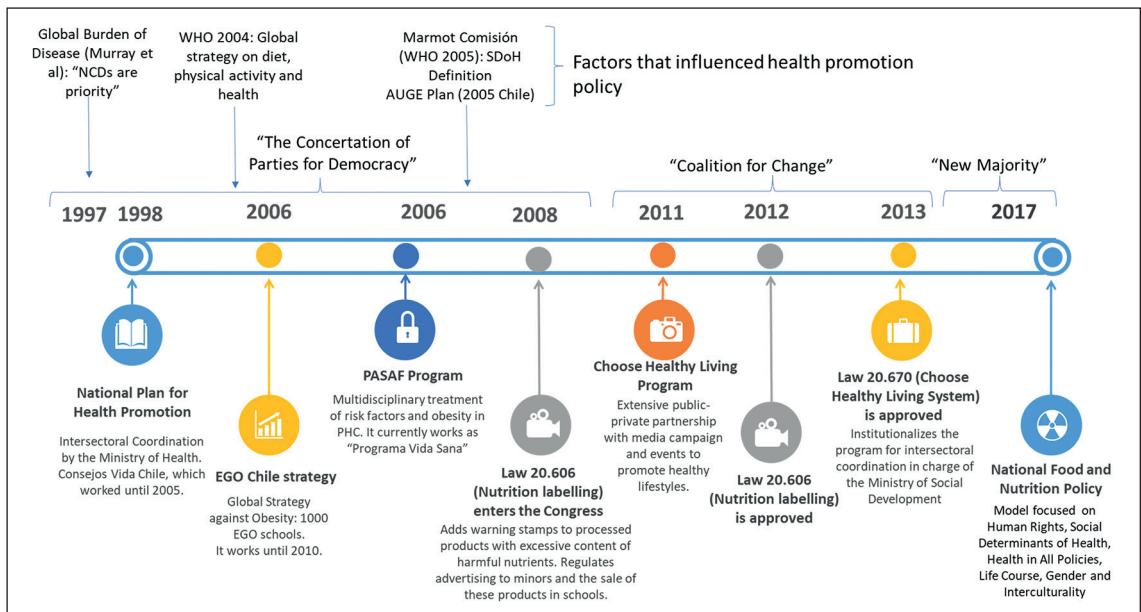 Global Burden of
Disease (Murray et
al): “NCDs are
priority”
WHO 2004: Global
strategy on diet,
physical activity and
health
Marmot Comisión
(WHO 2005): SDoH
Definition
AUGE Plan (2005 Chile)
Factors that influenced health promotion
policy
“The Concertation of
Parties for Democracy”
“Coalition for Change”
“New Majority”
1997 1998 2006 2006 2008 2011 2012 2013 2017
National Plan for
Health Promotion
Intersectoral Coordination
by the Ministry of Health.
Consejos Vida Chile, which
worked until 2005.
EGO Chile strategy
Global Strategy
against Obesity: 1000
EGO schools.
It works until 2010.
PASAF Program
Multidisciplinary treatment
of risk factors and obesity in
PHC. It currently works as
“Programa Vida Sana”
Law 20.606
(Nutrition labelling)
enters the Congress
Adds warning stamps to processed
products with excessive content of
harmful nutrients. Regulates
advertising to minors and the sale of
these products in schools.
Choose Healthy Living
Program
Extensive public-
private partnership
with media campaign
and events to
promote healthy
lifestyles.
Law 20.606
(Nutrition labelling)
is approved
Law 20.670 (Choose
Healthy Living System)
is approved
Institutionalizes the
program for intersectoral
coordination in charge of
the Ministry of Social
Development
National Food and
Nutrition Policy
Model focused on
Human Rights, Social
Determinants of Health,
Health in All Policies,
Life Course, Gender and
Interculturality